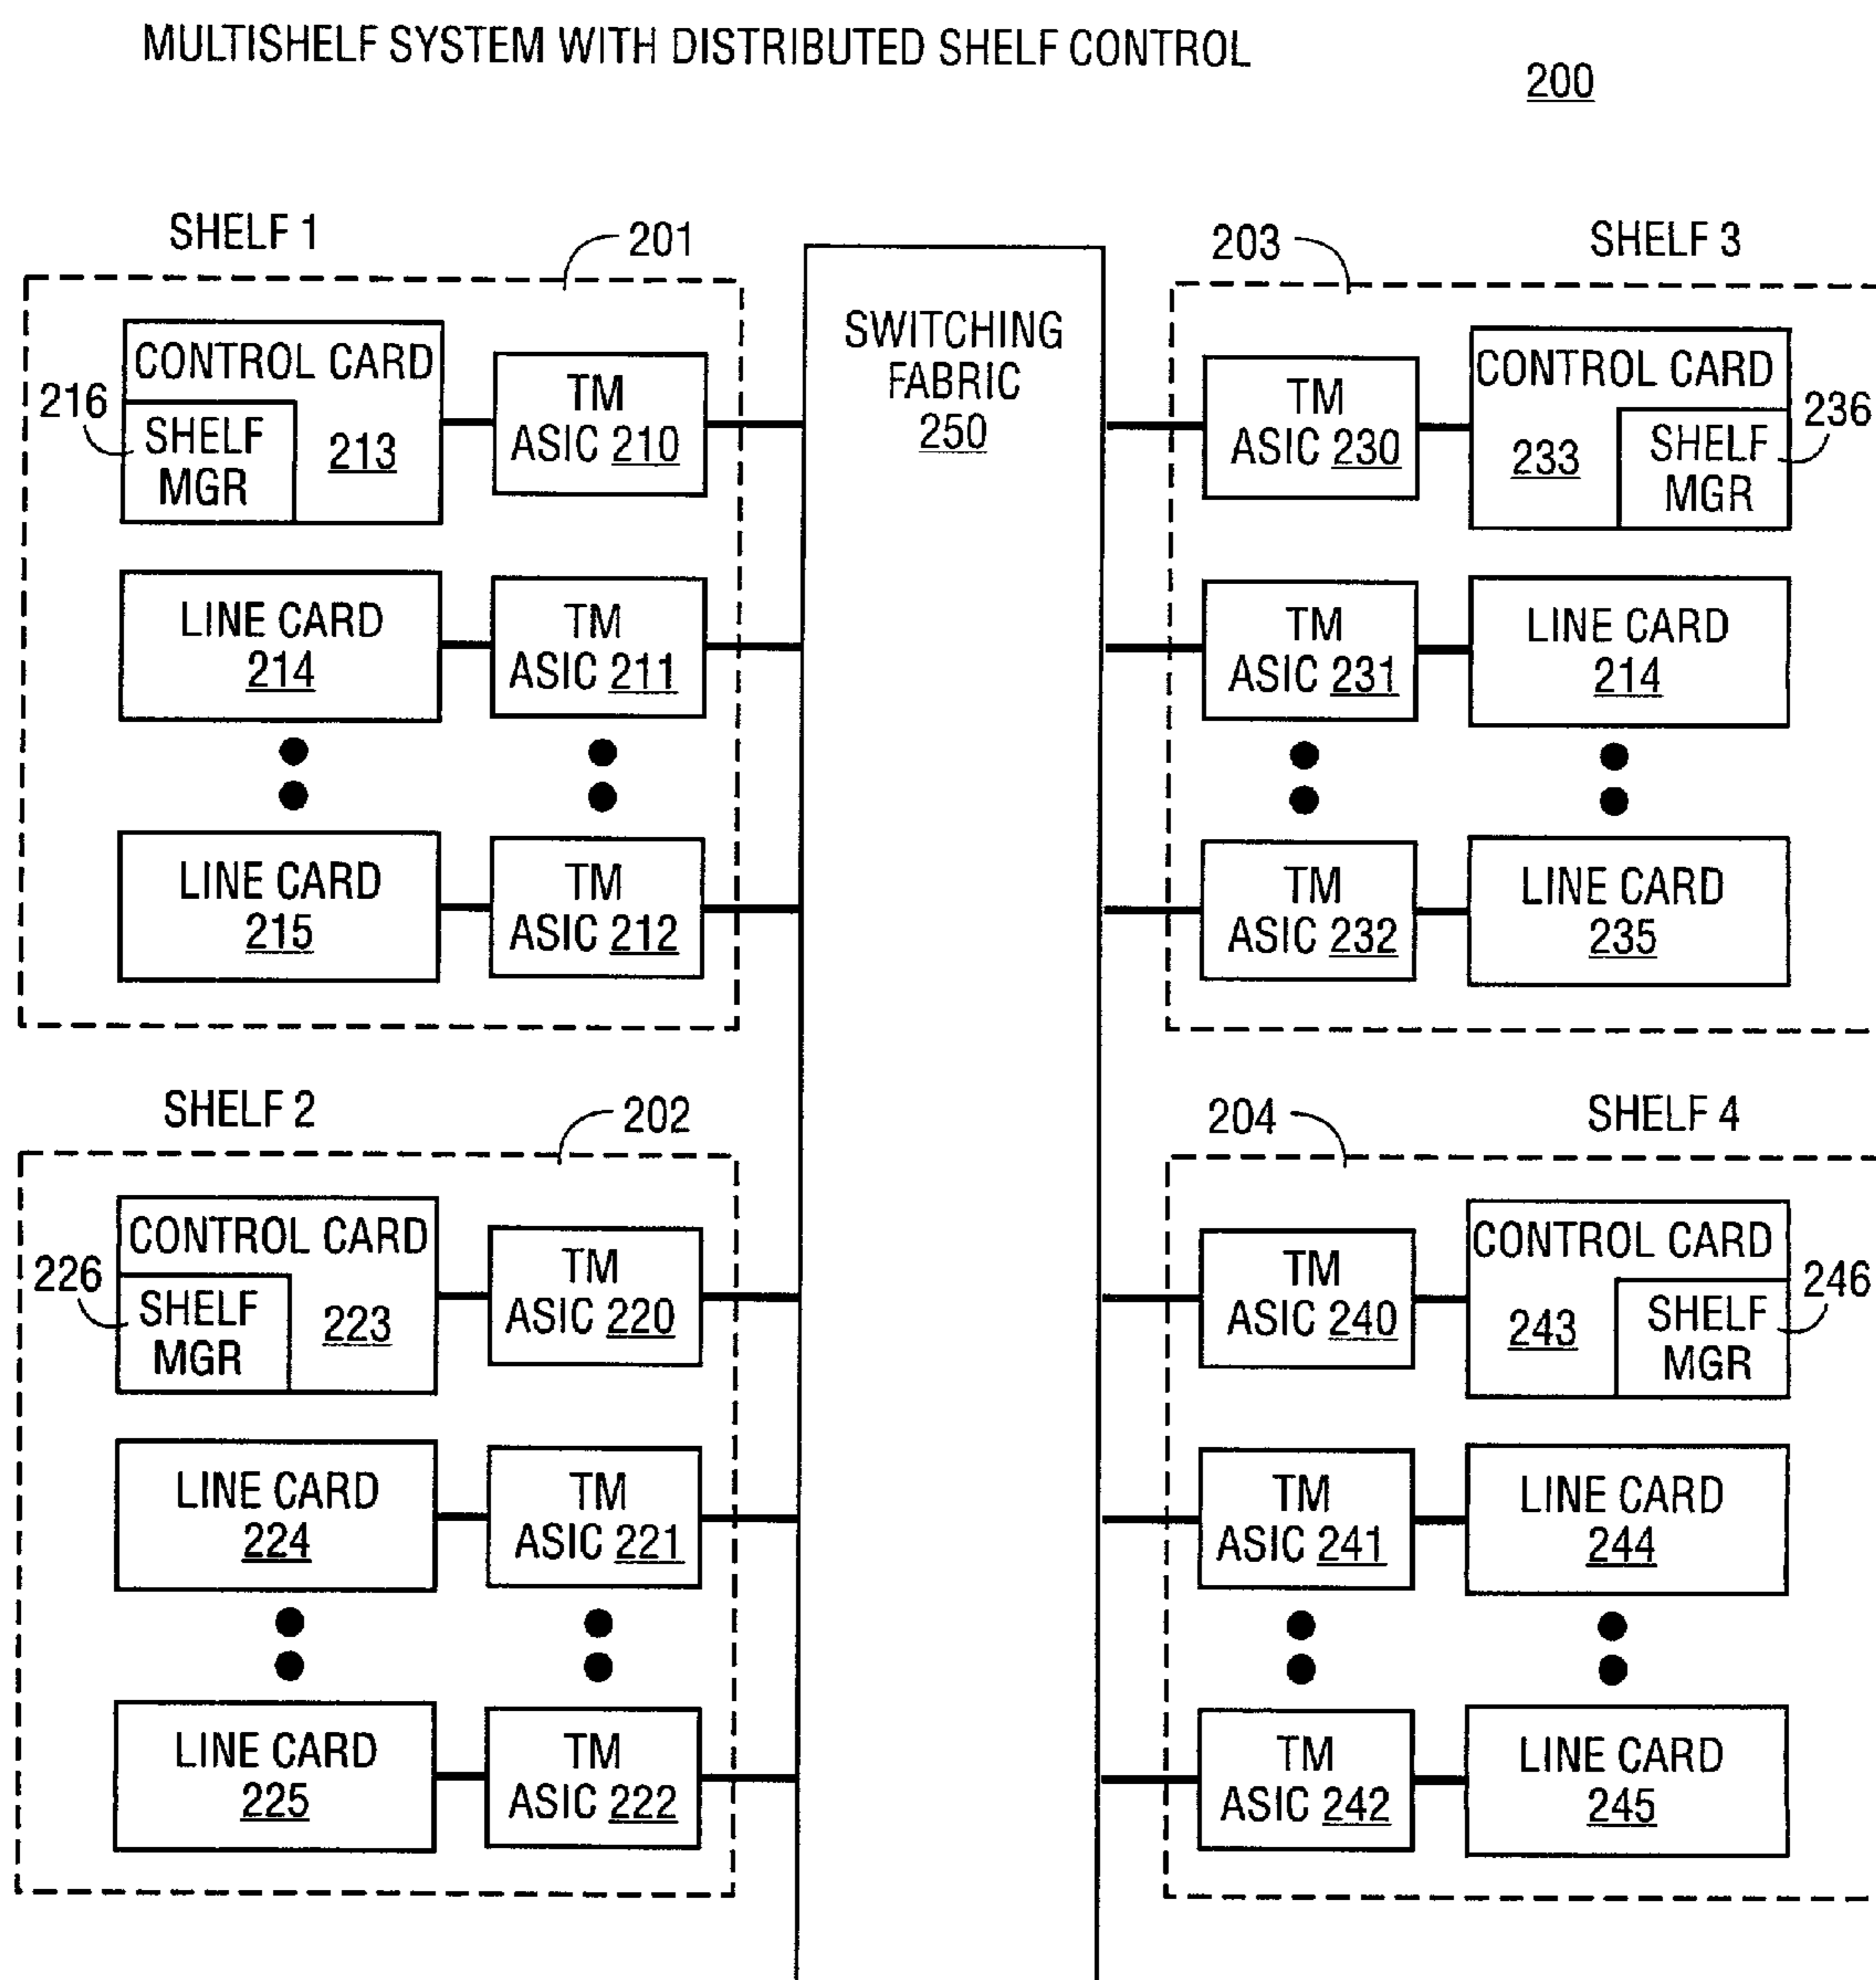 MULTISHELF SYSTEM WITH DISTRIBUTED SHELF CONTROL
200
SHELF 1
201
CONTROL CARD
216
SHELF
MGR
213
TM
ASIC 210
LINE CARD
214
TM
ASIC 211
LINE CARD
215
TM
ASIC 212
SWITCHING
FABRIC
250
203
SHELF 3
TM
ASIC 230
CONTROL CARD
233
SHELF
MGR
236
TM
ASIC 231
LINE CARD
214
TM
ASIC 232
LINE CARD
235
SHELF 2
202
CONTROL CARD
226
SHELF
MGR
223
TM
ASIC 220
LINE CARD
224
TM
ASIC 221
LINE CARD
225
TM
ASIC 222
204
SHELF 4
TM
ASIC 240
CONTROL CARD
243
SHELF
MGR
246
TM
ASIC 241
LINE CARD
244
TM
ASIC 242
LINE CARD
245